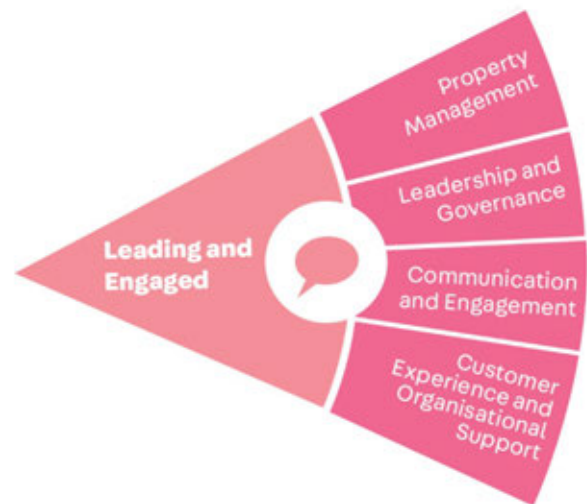 Leading and
Engaged
Property
Management
Leadership and
Governance
Communication
and Engagement
Customer
Experience and
Organisational
Support